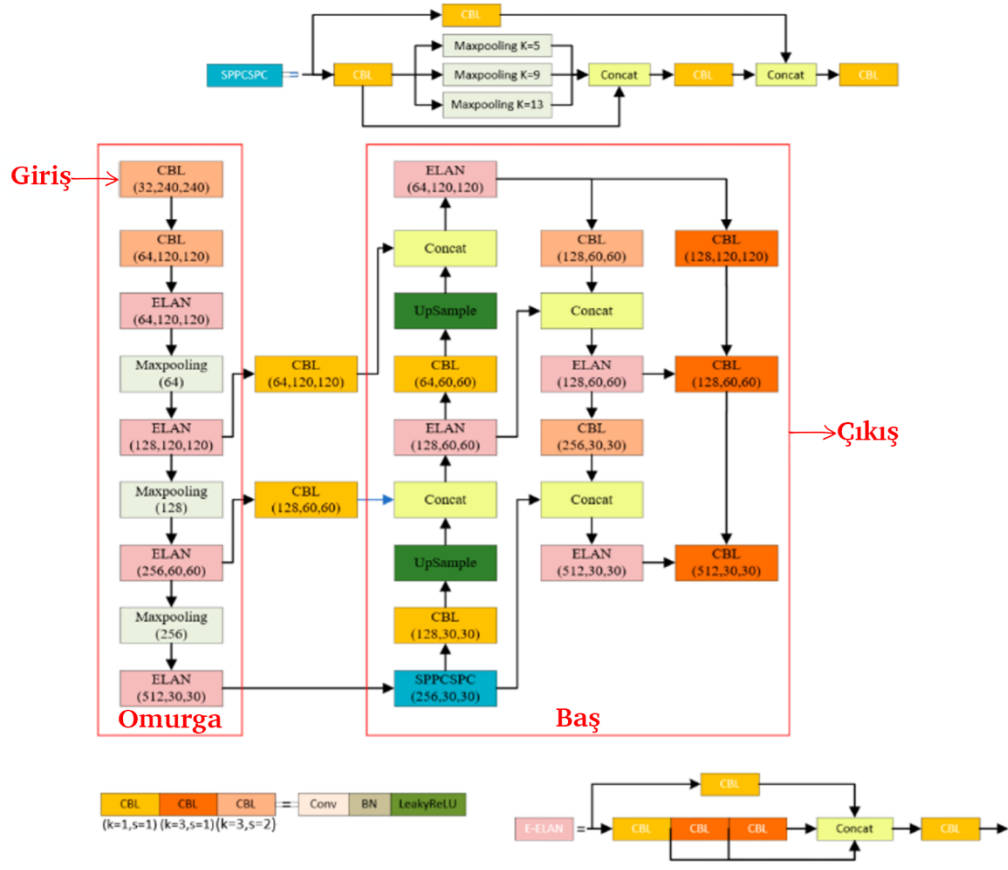 CBL
SPPCSPC
CBL
Maxpooling K=5
Maxpooling K=9
Maxpooling K=13
Concat
CBL
Concat
CBL
Giriş
CBL
(32,240,240)
CBL
(64,120,120)
ELAN
(64,120,120)
Maxpooling
(64)
ELAN
(128,120,120)
Maxpooling
(128)
ELAN
(256,60,60)
Maxpooling
(256)
ELAN
(512,30,30)
Omurga
CBL
(64,120,120)
CBL
(128,60,60)
ELAN
(64,120,120)
Concat
UpSample
CBL
(64,60,60)
ELAN
(128,60,60)
Concat
UpSample
CBL
(128,30,30)
SPPCSPC
(256,30,30)
CBL
(128,60,60)
Concat
ELAN
(128,60,60)
CBL
(256,30,30)
Concat
ELAN
(512,30,30)
CBL
(128,120,120)
CBL
(128,60,60)
CBL
(512,30,30)
Baş
Çıkış
CBL CBL CBL = Conv BN LeakyReLU
(k=1,s=1) (k=3,s=1) (k=3,s=2)
CBL
E-ELAN = CBL CBL CBL Concat CBL